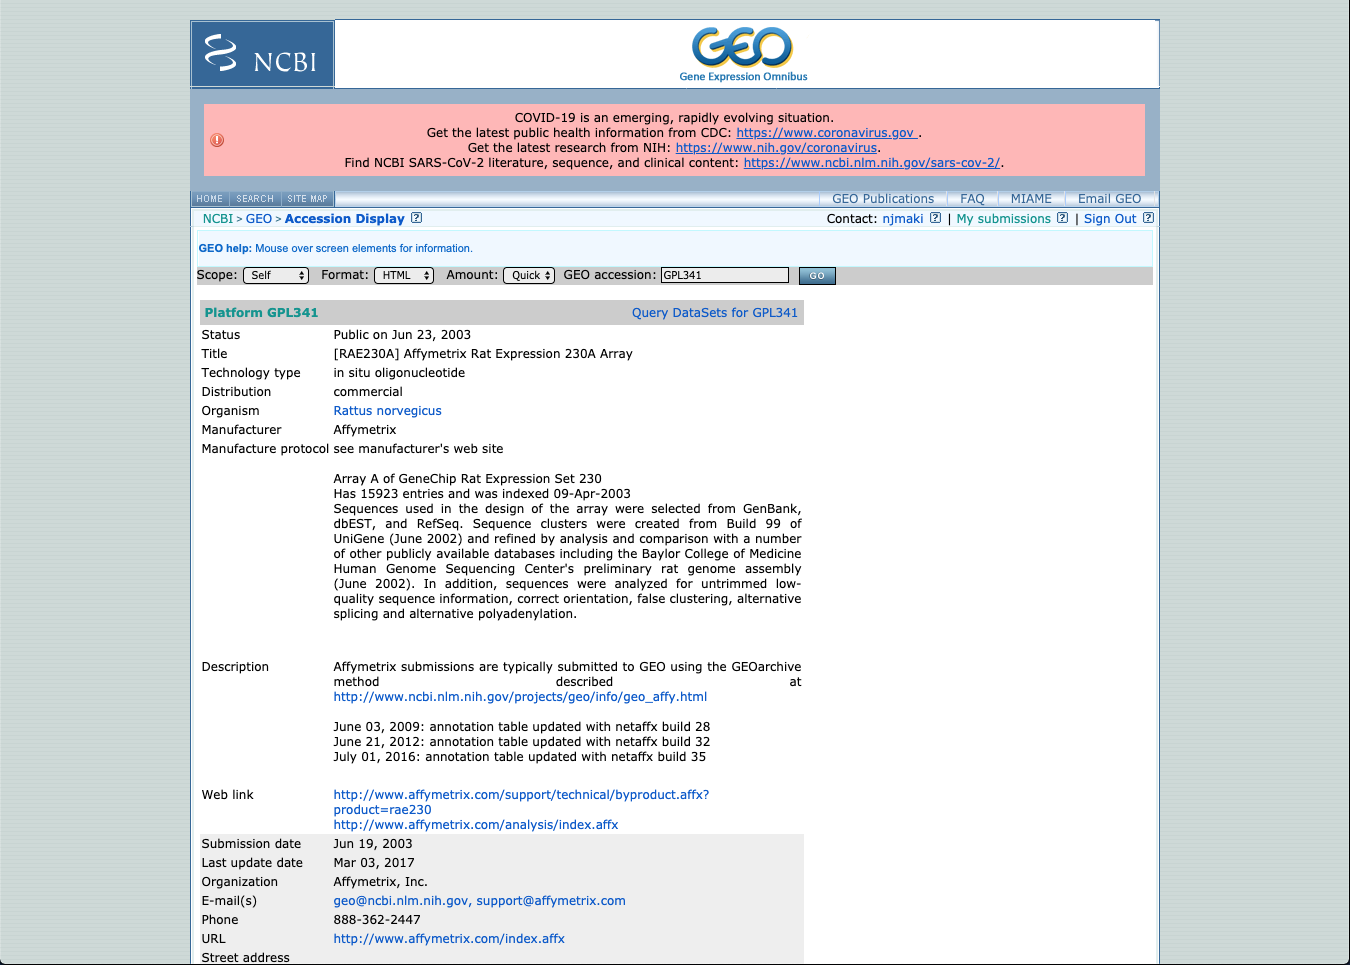 NCBI
GEO
Gene Expression Omnibus
COVID-19 is an emerging, rapidly evolving situation.
Get the latest public health information from CDC: https://www.coronavirus.gov .
Get the latest research from NIH: https://www.nih.gov/coronavirus.
Find NCBI SARS-CoV-2 literature, sequence, and clinical content: https://www.ncbi.nlm.nih.gov/sars-cov-2/.
HOME SEARCH SITE MAP GEO Publications FAQ MIAME Email GEO
NCBI > GEO > Accession Display ? Contact: njmaki ? | My submissions ? | Sign Out ?
GEO help: Mouse over screen elements for information.
Scope: Self Format: HTML Amount: Quick GEO accession: GPL341 GO
Platform GPL341 Query DataSets for GPL341
Status Public on Jun 23, 2003
Title [RAE230A] Affymetrix Rat Expression 230A Array
Technology type in situ oligonucleotide
Distribution commercial
Organism Rattus norvegicus
Manufacturer Affymetrix
Manufacture protocol see manufacturer's web site
Array A of GeneChip Rat Expression Set 230
Has 15923 entries and was indexed 09-Apr-2003
Sequences used in the design of the array were selected from GenBank,
dbEST, and RefSeq. Sequence clusters were created from Build 99 of
UniGene (June 2002) and refined by analysis and comparison with a number
of other publicly available databases including the Baylor College of Medicine
Human Genome Sequencing Center's preliminary rat genome assembly
(June 2002). In addition, sequences were analyzed for untrimmed low-
quality sequence information, correct orientation, false clustering, alternative
splicing and alternative polyadenylation.
Description Affymetrix submissions are typically submitted to GEO using the GEOarchive
method described at
http://www.ncbi.nlm.nih.gov/projects/geo/info/geo_affy.html
June 03, 2009: annotation table updated with netaffx build 28
June 21, 2012: annotation table updated with netaffx build 32
July 01, 2016: annotation table updated with netaffx build 35
Web link http://www.affymetrix.com/support/technical/byproduct.affx?
product=rae230
http://www.affymetrix.com/analysis/index.affx
Submission date Jun 19, 2003
Last update date Mar 03, 2017
Organization Affymetrix, Inc.
E-mail(s) geo@ncbi.nlm.nih.gov, support@affymetrix.com
Phone 888-362-2447
URL http://www.affymetrix.com/index.affx
Street address